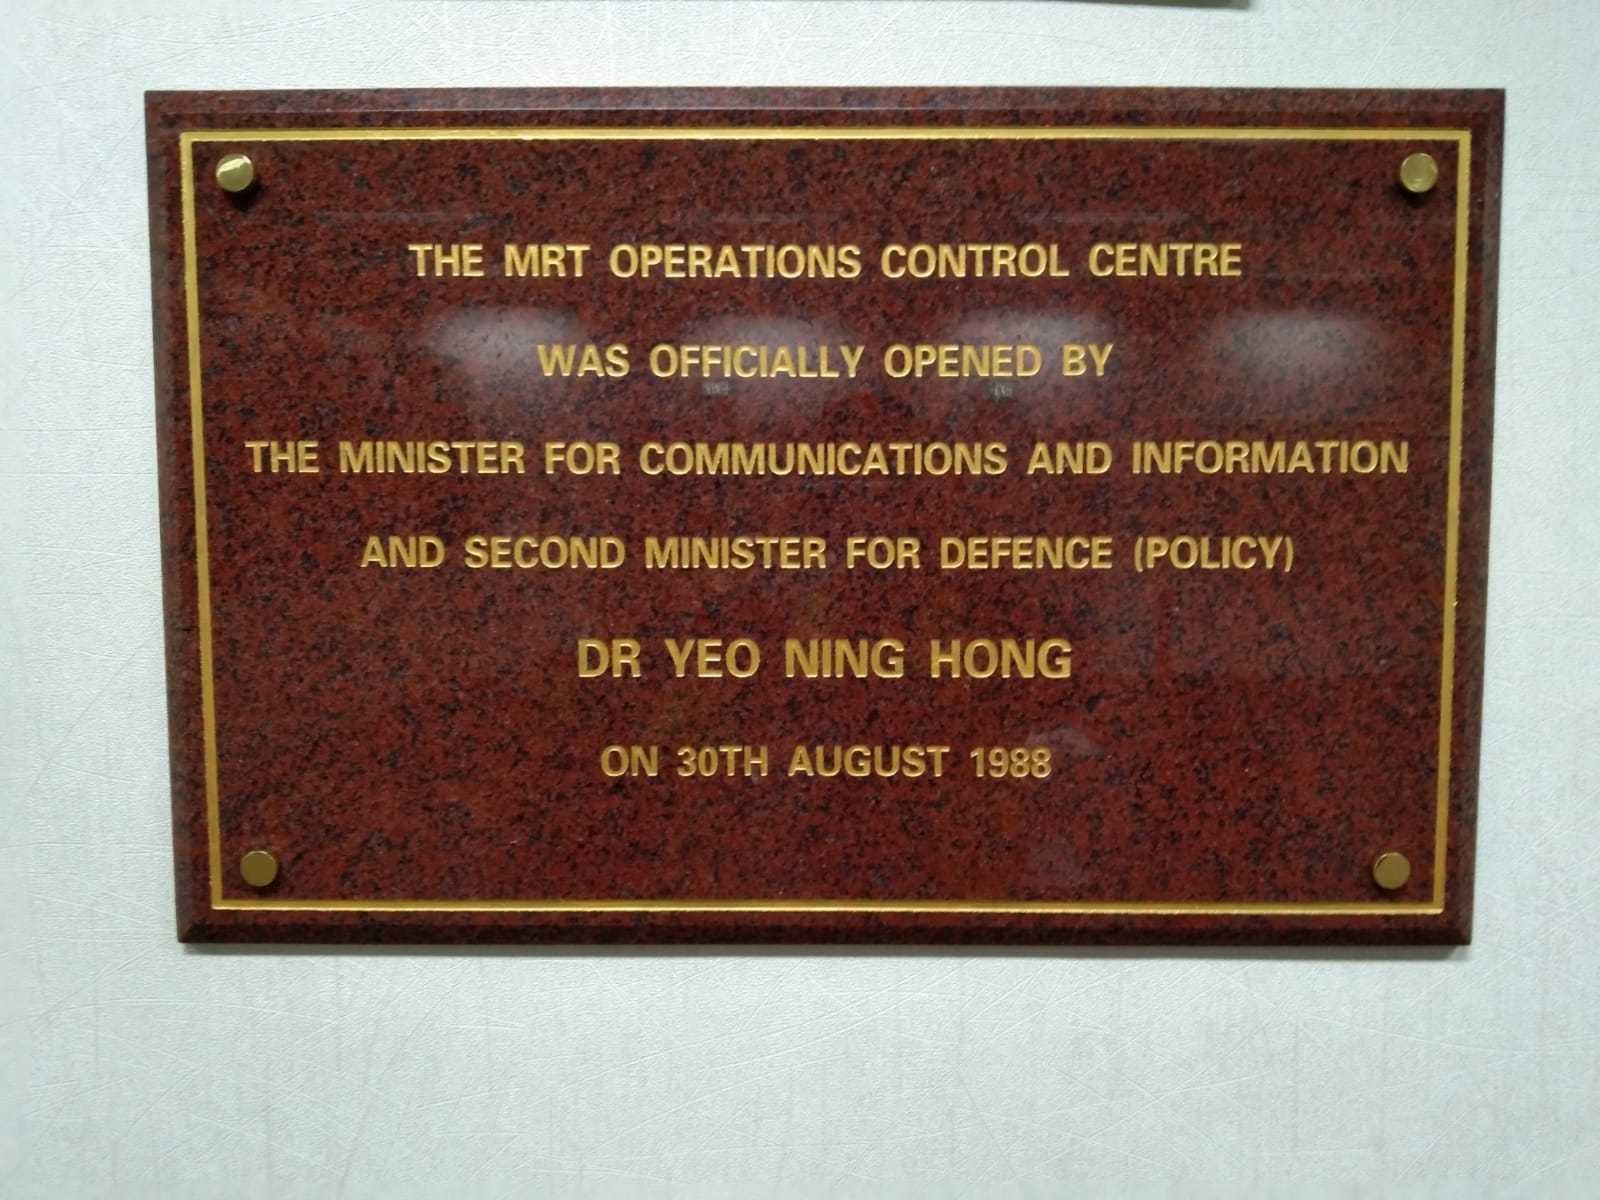 THE MRT OPERATIONS CONTROL CENTRE
WAS OFFICIALLY OPENED BY
THE MINISTER FOR COMMUNICATIONS AND INFORMATION
AND SECOND MINISTER FOR DEFENCE (POLICY)
DR YEO NING HONG
ON 30TH AUGUST 1988